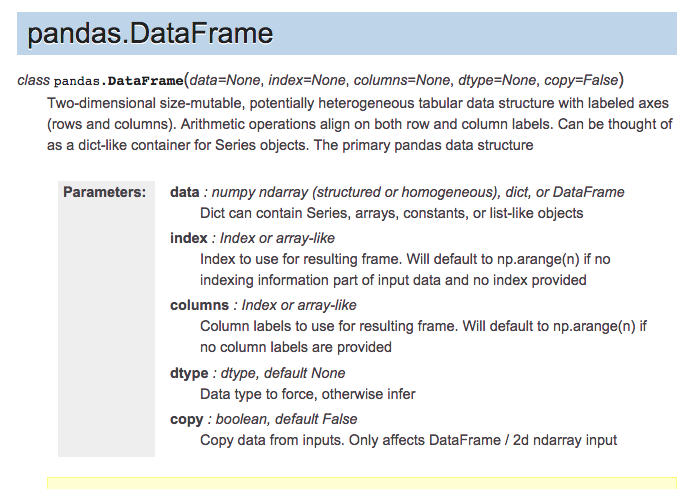 pandas.DataFrame
class pandas.DataFrame(data=None, index=None, columns=None, dtype=None, copy=False)
Two-dimensional size-mutable, potentially heterogeneous tabular data structure with labeled axes
(rows and columns). Arithmetic operations align on both row and column labels. Can be thought of
as a dict-like container for Series objects. The primary pandas data structure
Parameters: data : numpy ndarray (structured or homogeneous), dict, or DataFrame
Dict can contain Series, arrays, constants, or list-like objects
index : Index or array-like
Index to use for resulting frame. Will default to np.arange(n) if no
indexing information part of input data and no index provided
columns : Index or array-like
Column labels to use for resulting frame. Will default to np.arange(n) if
no column labels are provided
dtype : dtype, default None
Data type to force, otherwise infer
copy : boolean, default False
Copy data from inputs. Only affects DataFrame / 2d ndarray input